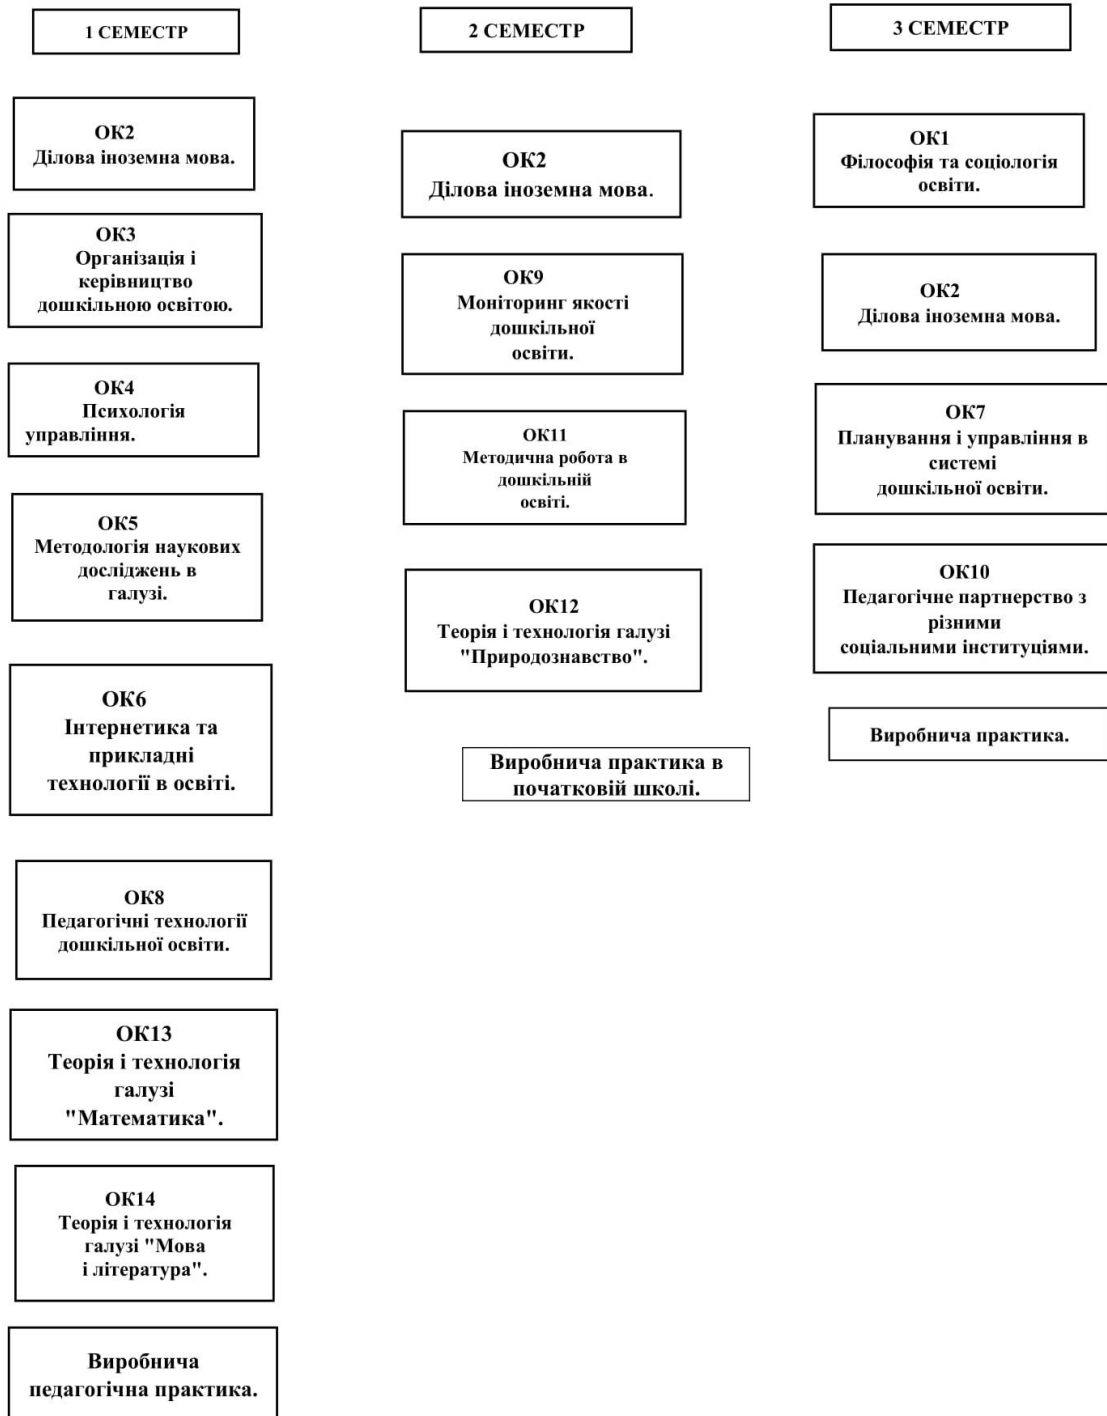 1 СЕМЕСТР
ОК2
Ділова іноземна мова.
ОК3
Організація і
керівництво
дошкільною освітою.
ОК4
Психологія
управління.
ОК5
Методологія наукових
досліджень в
галузі.
ОК6
Інтернетика та
прикладні
технології в освіті.
ОК8
Педагогічні технології
дошкільної освіти.
ОК13
Теорія і технологія
галузі
"Математика".
ОК14
Теорія і технологія
галузі "Мова
і література".
Виробнича
педагогічна практика.
2 СЕМЕСТР
ОК2
Ділова іноземна мова.
ОК9
Моніторинг якості
дошкільної
освіти.
ОК11
Методична робота в
дошкільній
освіті.
ОК12
Теорія і технологія галузі
"Природознавство".
Виробнича практика в
початковій школі.
3 СЕМЕСТР
ОК1
Філософія та соціологія
освіти.
ОК2
Ділова іноземна мова.
ОК7
Планування і управління в
системі
дошкільної освіти.
ОК10
Педагогічне партнерство з
різними
соціальними інституціями.
Виробнича практика.